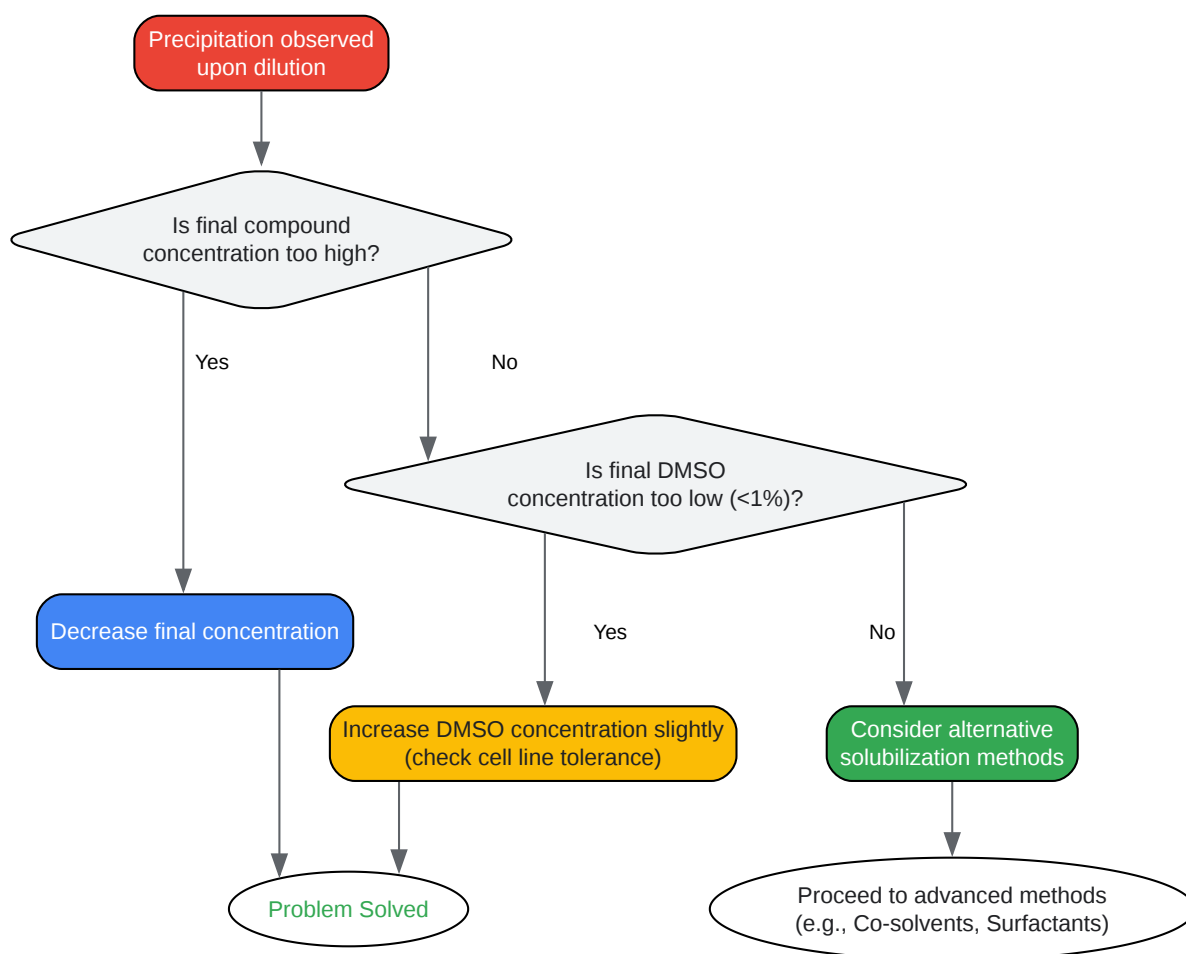 Precipitation observed
upon dilution
Is final compound
concentration too high?
Yes
No
Is final DMSO
concentration too low (<1%)?
Decrease final concentration
Yes
No
Increase DMSO concentration slightly
(check cell line tolerance)
Consider alternative
solubilization methods
Problem Solved
Proceed to advanced methods
(e.g., Co-solvents, Surfactants)